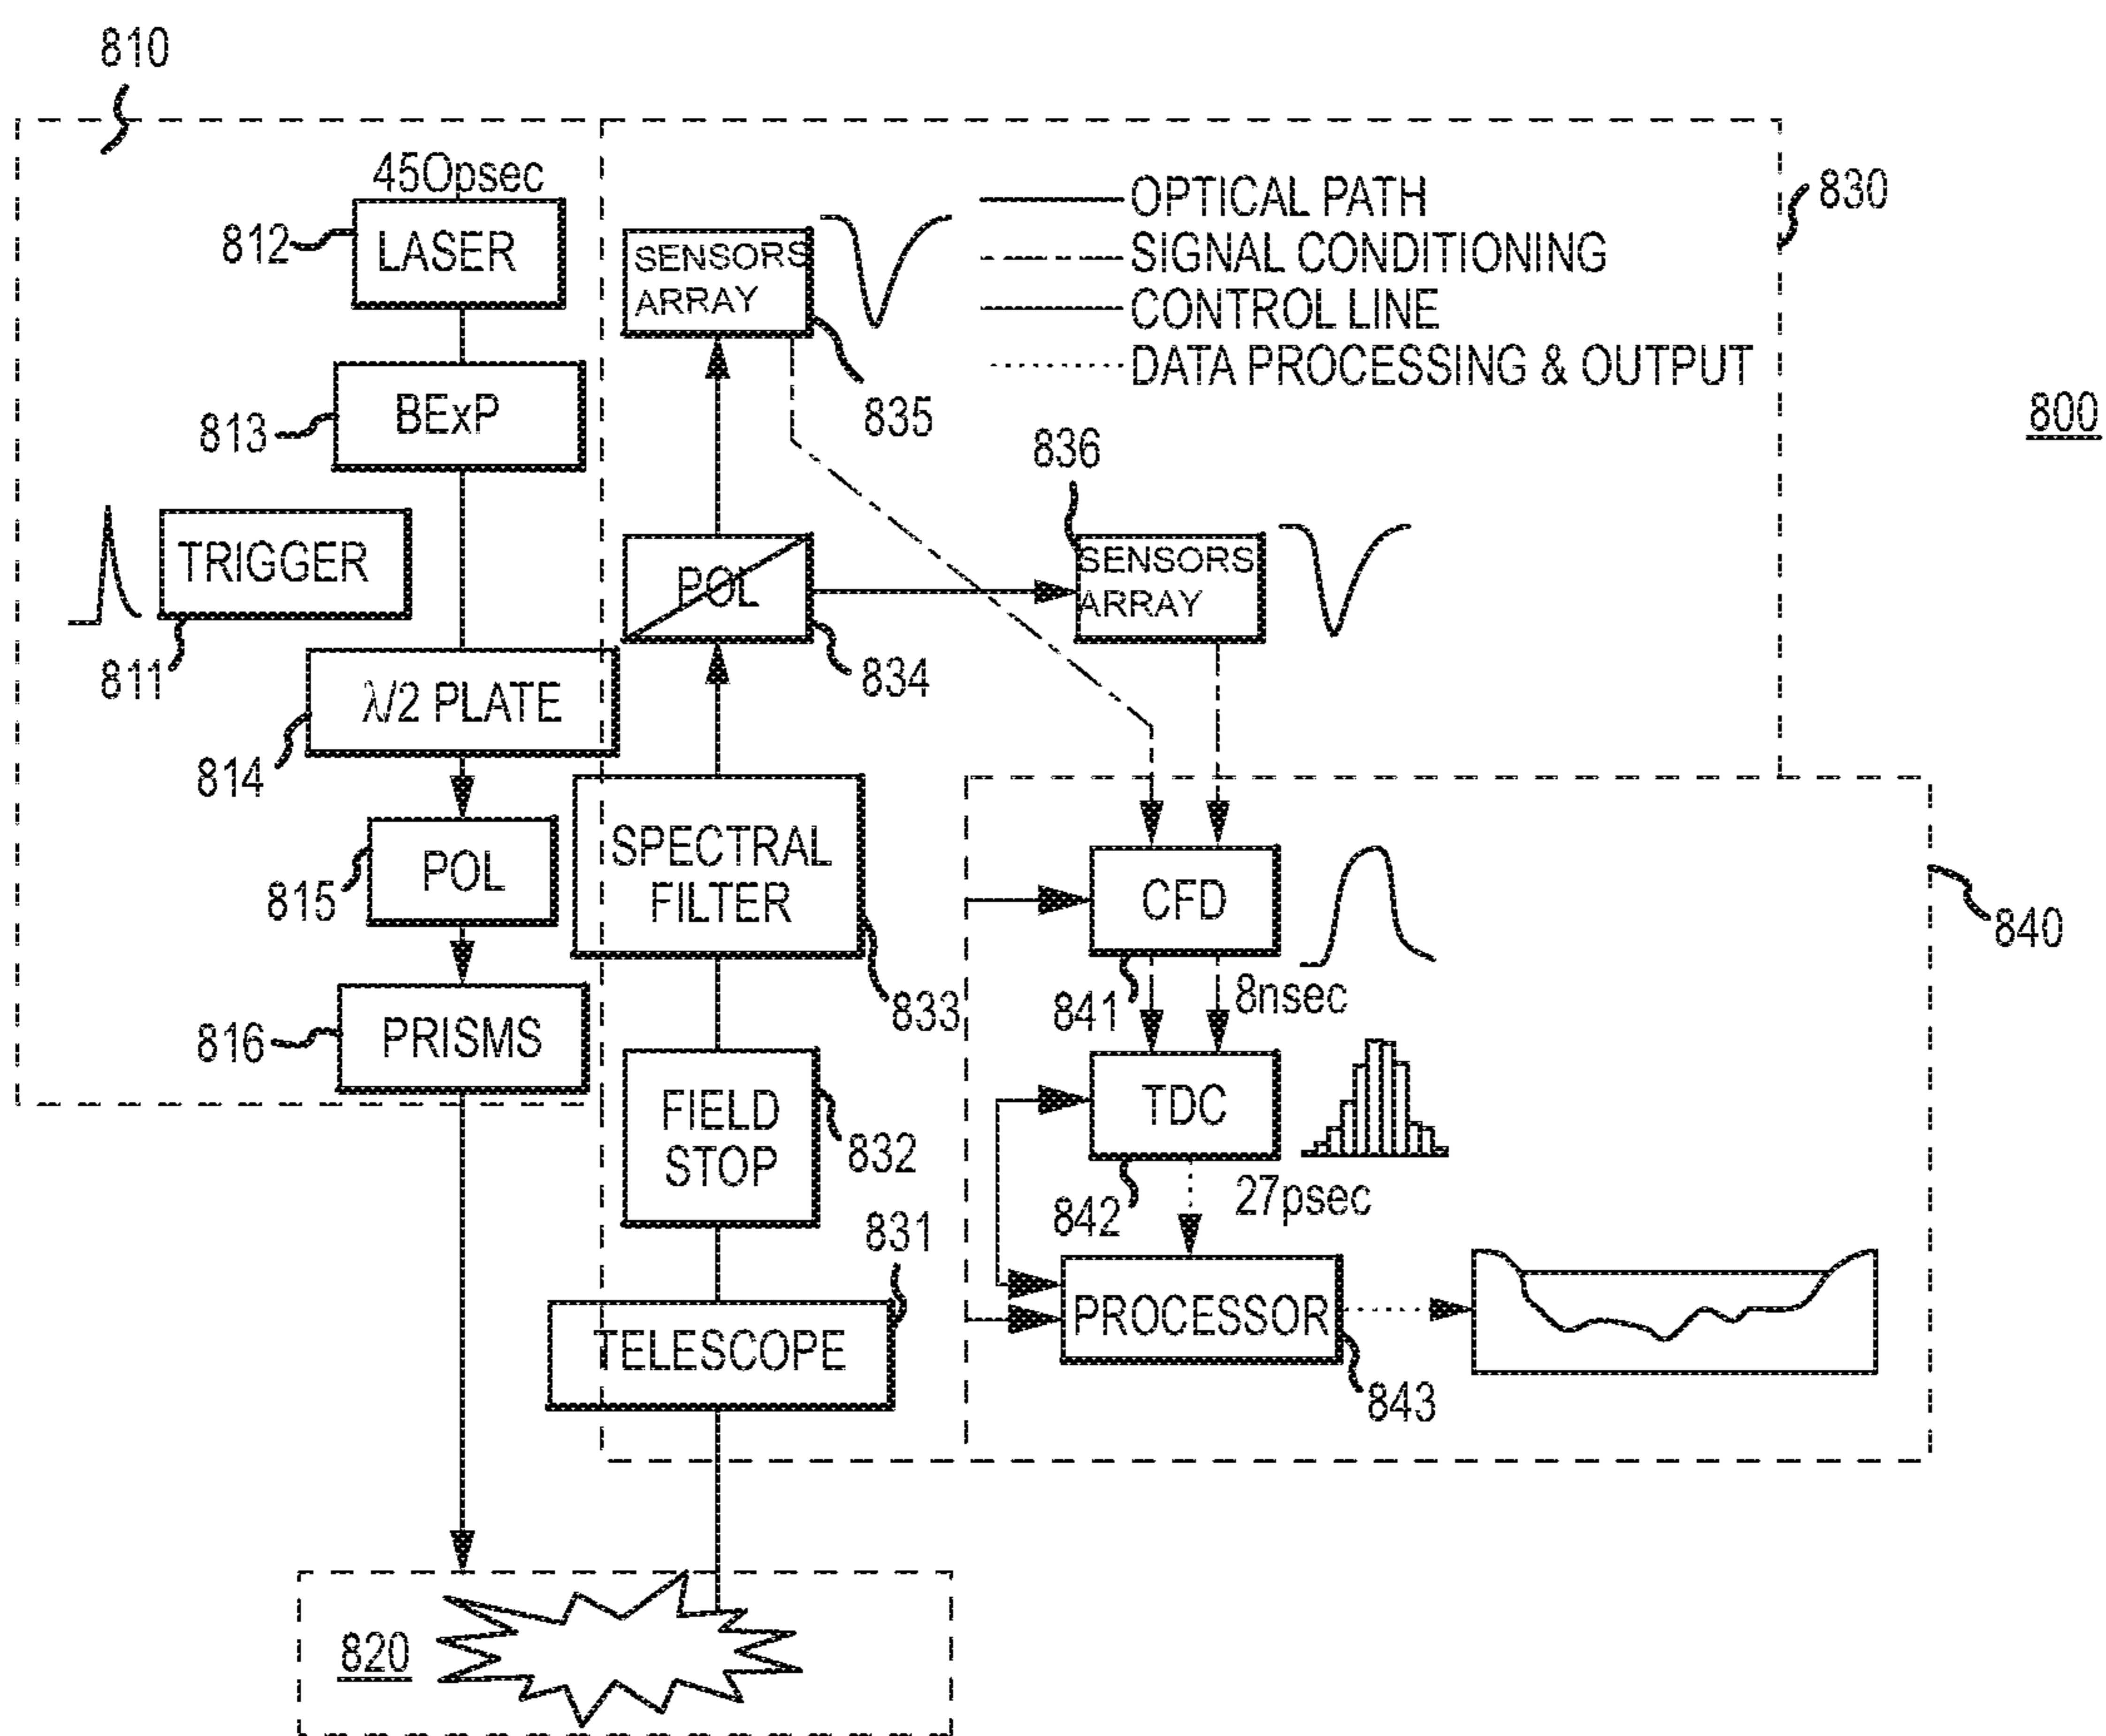 810
450psec
812
LASER
813
BExP
TRIGGER
811
λ/2 PLATE
814
POL
815
PRISMS
816
SENSORS
ARRAY
835
OPTICAL PATH
SIGNAL CONDITIONING
CONTROL LINE
DATA PROCESSING & OUTPUT
830
800
836
SENSORS
ARRAY
POL
834
SPECTRAL
FILTER
833
FIELD
STOP
832
831
TELESCOPE
CFD
841
8nsec
840
TDC
842
27psec
PROCESSOR
843
820